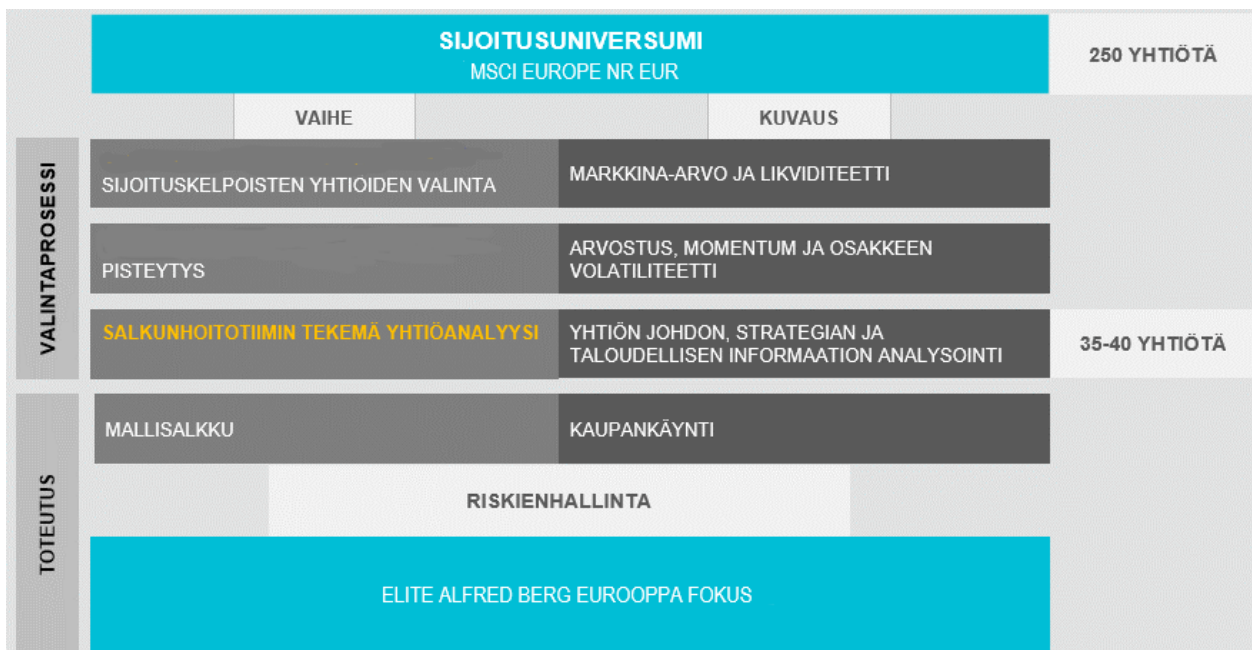 SIJOITUSUNIVERSUMI
MSCI EUROPE NR EUR
250 YHTIÖTÄ
VAIHE
KUVAUS
VALINTAPROSESSI
SIJOITUSKELPOISTEN YHTIOIDEN VALINTA
MARKKINA-ARVO JA LIKVIDITEETTI
PISTEYTYS
ARVOSTUS, MOMENTUM JA OSAKKEEN
VOLATILITEETTI
SALKUNHOITOTIIMIN TEKEMÄ YHTIÖANALYYSI
YHTIÖN JOHDON, STRATEGIAN JA
TALOUDELLISEN INFORMAATION ANALYSOINTI
35-40 YHTIÖTÄ
TOTEUTUS
MALLISALKKU
KAUPANKÄYNTI
RISKIENHALLINTA
ELITE ALFRED BERG EUROOPPA FOKUS